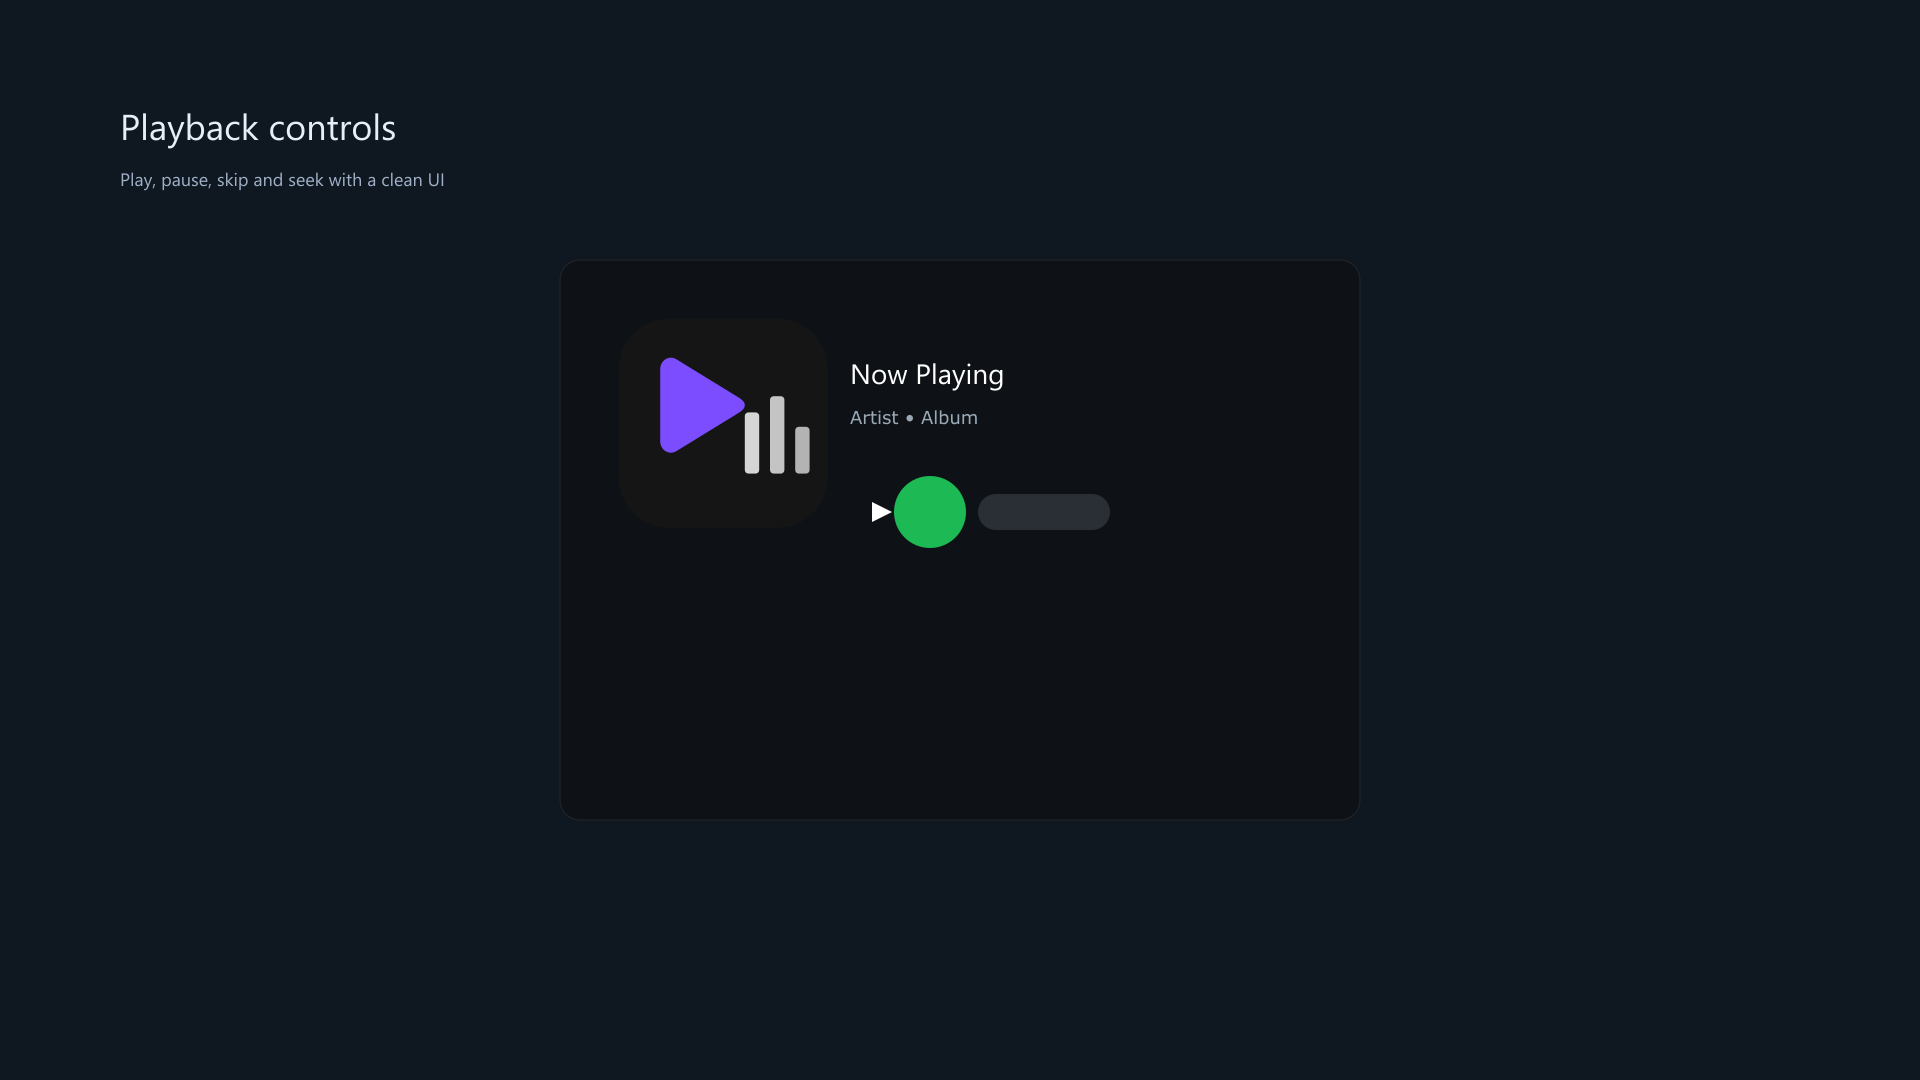 Playback controls
Play, pause, skip and seek with a clean UI
Now Playing
Artist • Album